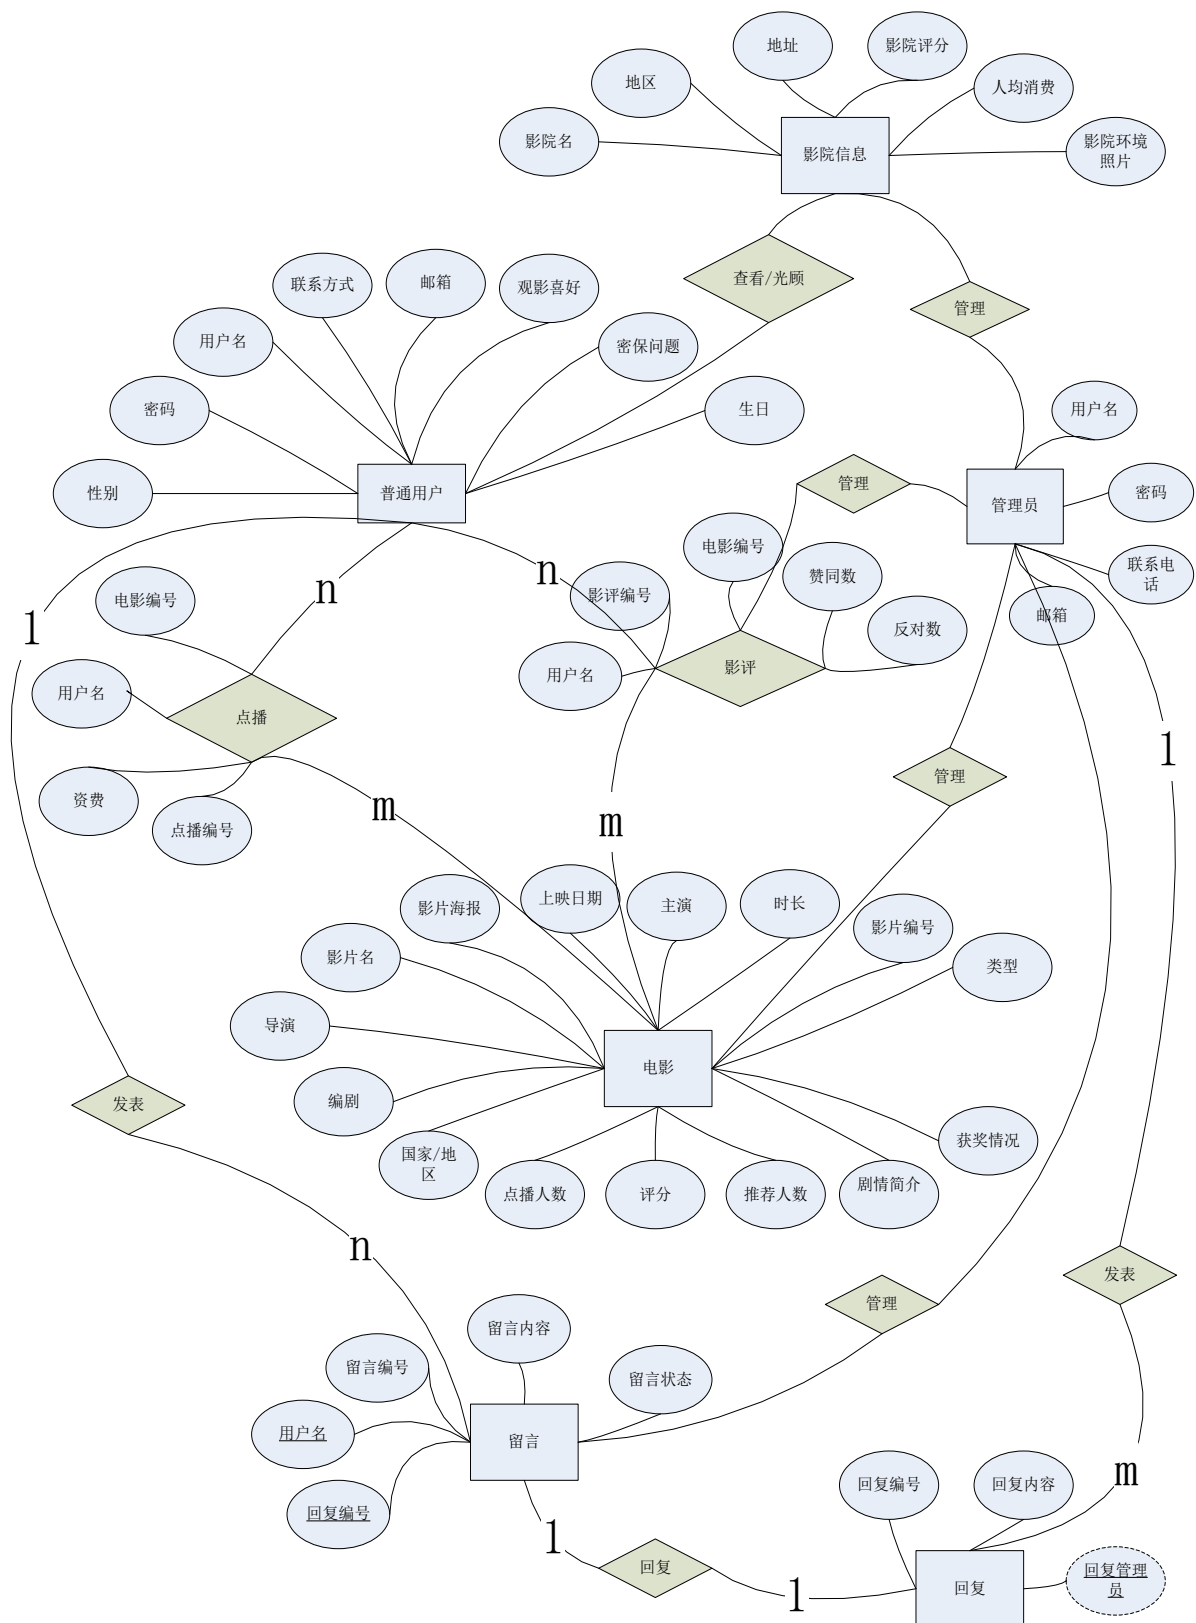 地址
影院评分
地区
人均消费
影院名
影院信息
影院环境
照片
查看/光顾
管理
联系方式
邮箱
观影喜好
用户名
密保问题
密码
生日
用户名
性别
普通用户
管理
管理员
密码
电影编号
联系电
话
n
n
影评编号
赞同数
邮箱
电影编号
1
反对数
用户名
影评
用户名
点播
1
管理
资费
m
点播编号
m
影片海报
上映日期
主演
时长
影片编号
影片名
类型
导演
电影
编剧
发表
国家/地
区
获奖情况
点播人数
评分
推荐人数
剧情简介
n
发表
管理
留言内容
留言编号
留言状态
用户名
留言
m
回复编号
回复编号
回复内容
1
回复
1
回复
回复管理
员